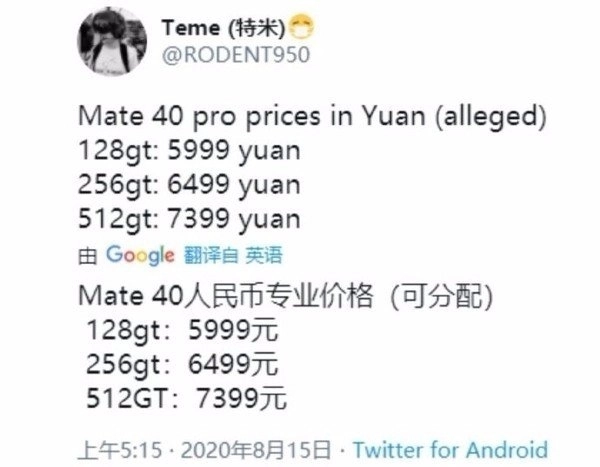 Teme (特米)😷
@RODENT950
Mate 40 pro prices in Yuan (alleged)
128gt: 5999 yuan
256gt: 6499 yuan
512gt: 7399 yuan
由 Google 翻译自 英语
Mate 40人民币专业价格（可分配）
128gt：5999元
256gt：6499元
512GT：7399元
上午5:15 · 2020年8月15日 · Twitter for Android